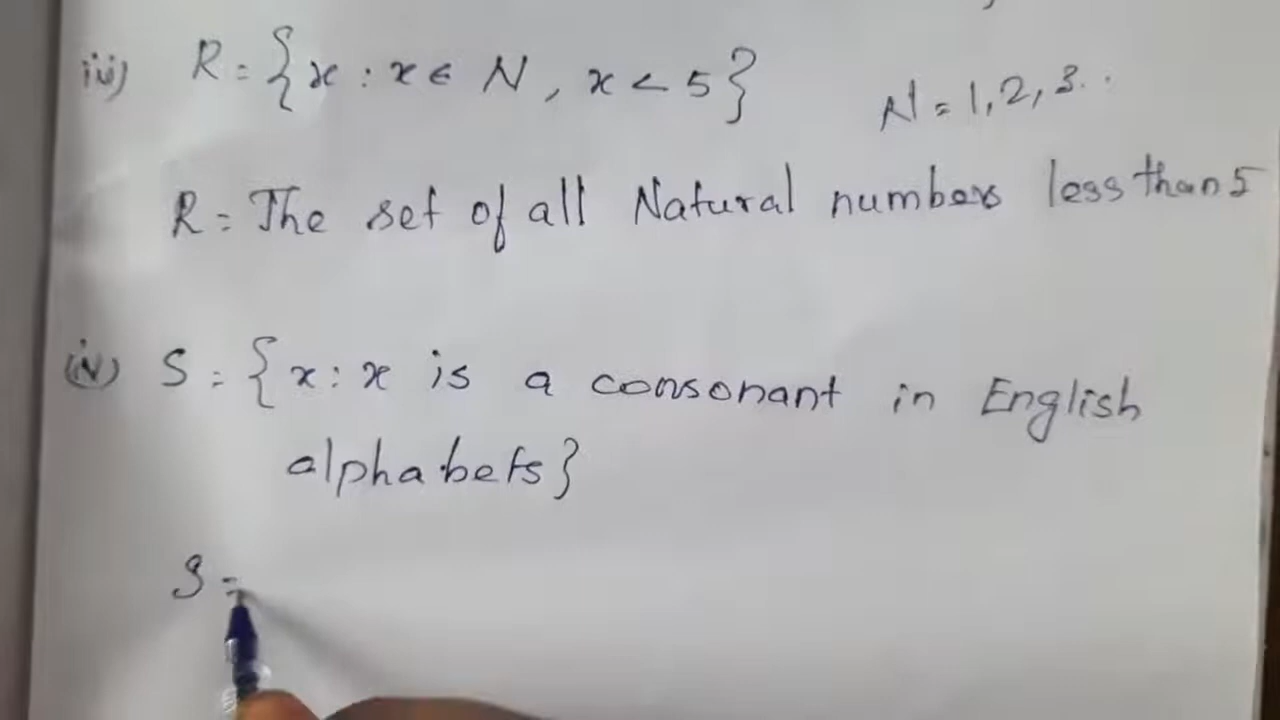 iii) R = {x : x ∈ N, x < 5}
N = 1, 2, 3..
R = The set of all Natural numbers less than 5
(iv) S = {x : x is a consonant in English
alphabets}
S =